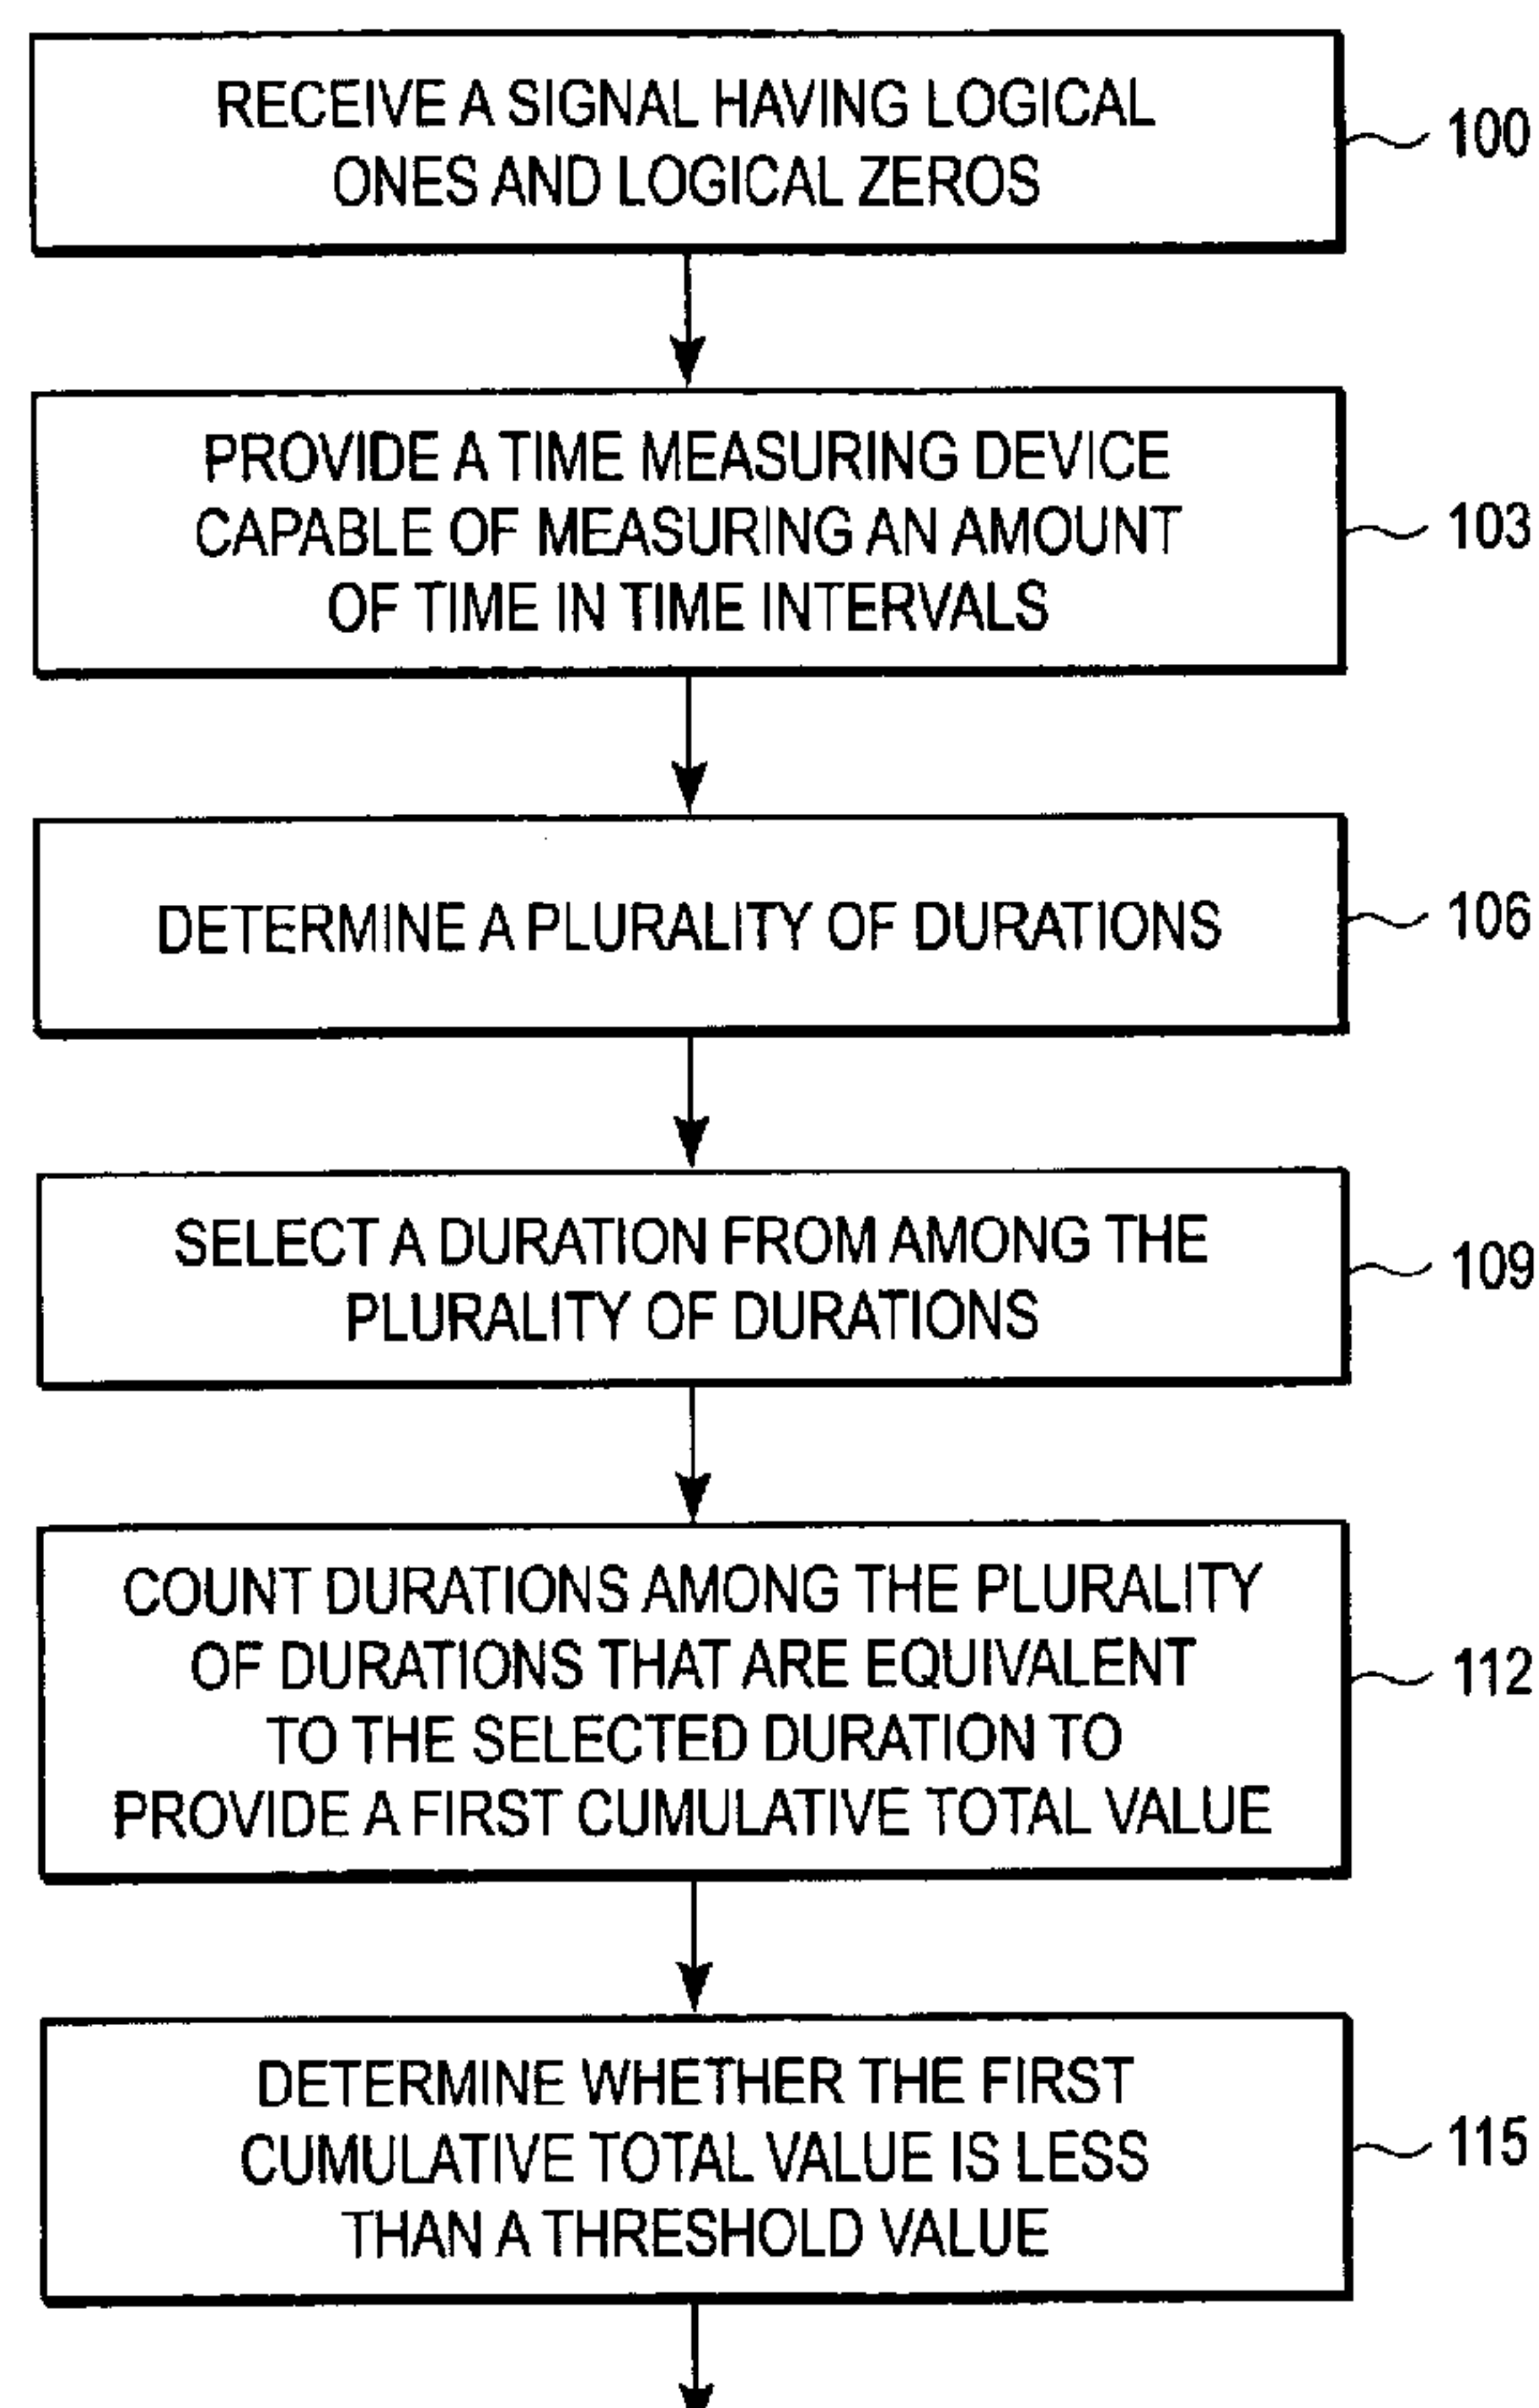 RECEIVE A SIGNAL HAVING LOGICAL
ONES AND LOGICAL ZEROS
100
PROVIDE A TIME MEASURING DEVICE
CAPABLE OF MEASURING AN AMOUNT
OF TIME IN TIME INTERVALS
103
DETERMINE A PLURALITY OF DURATIONS
106
SELECT A DURATION FROM AMONG THE
PLURALITY OF DURATIONS
109
COUNT DURATIONS AMONG THE PLURALITY
OF DURATIONS THAT ARE EQUIVALENT
TO THE SELECTED DURATION TO
PROVIDE A FIRST CUMULATIVE TOTAL VALUE
112
DETERMINE WHETHER THE FIRST
CUMULATIVE TOTAL VALUE IS LESS
THAN A THRESHOLD VALUE
115